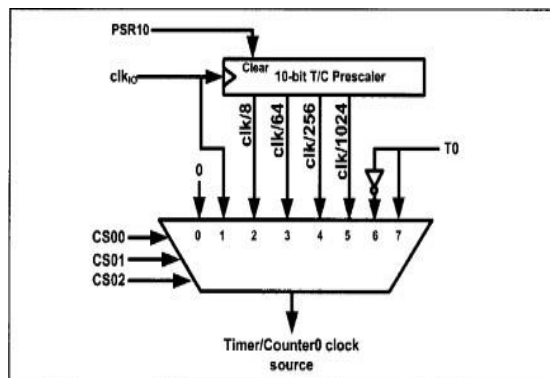 PSR10
Clear
10-bit T/C Prescaler
clkIO
clk/8
clk/64
clk/256
clk/1024
T0
0
0 1 2 3 4 5 6 7
CS00
CS01
CS02
Timer/Counter0 clock
source